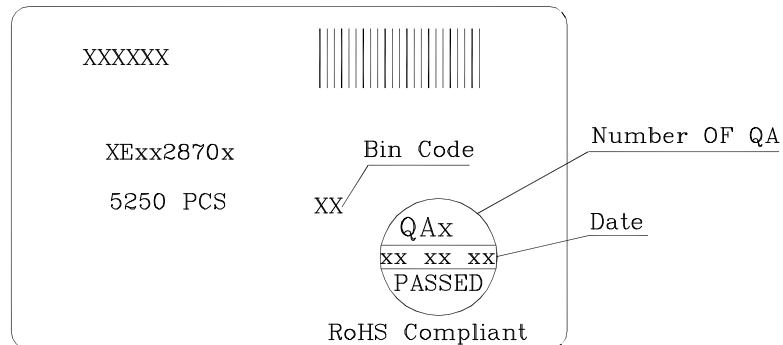 XXXXXX
Number OF QA
XExx2870x
Bin Code
5250 PCS
XX
QAx
Date
xx xx xx
PASSED
RoHS Compliant